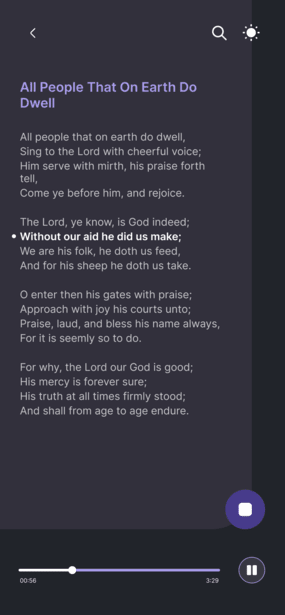 All People That On Earth Do
Dwell
All people that on earth do dwell,
Sing to the Lord with cheerful voice;
Him serve with mirth, his praise forth
tell,
Come ye before him, and rejoice.
The Lord, ye know, is God indeed;
Without our aid he did us make;
We are his folk, he doth us feed,
And for his sheep he doth us take.
O enter then his gates with praise;
Approach with joy his courts unto;
Praise, laud, and bless his name always,
For it is seemly so to do.
For why, the Lord our God is good;
His mercy is forever sure;
His truth at all times firmly stood;
And shall from age to age endure.
00:56
3:29